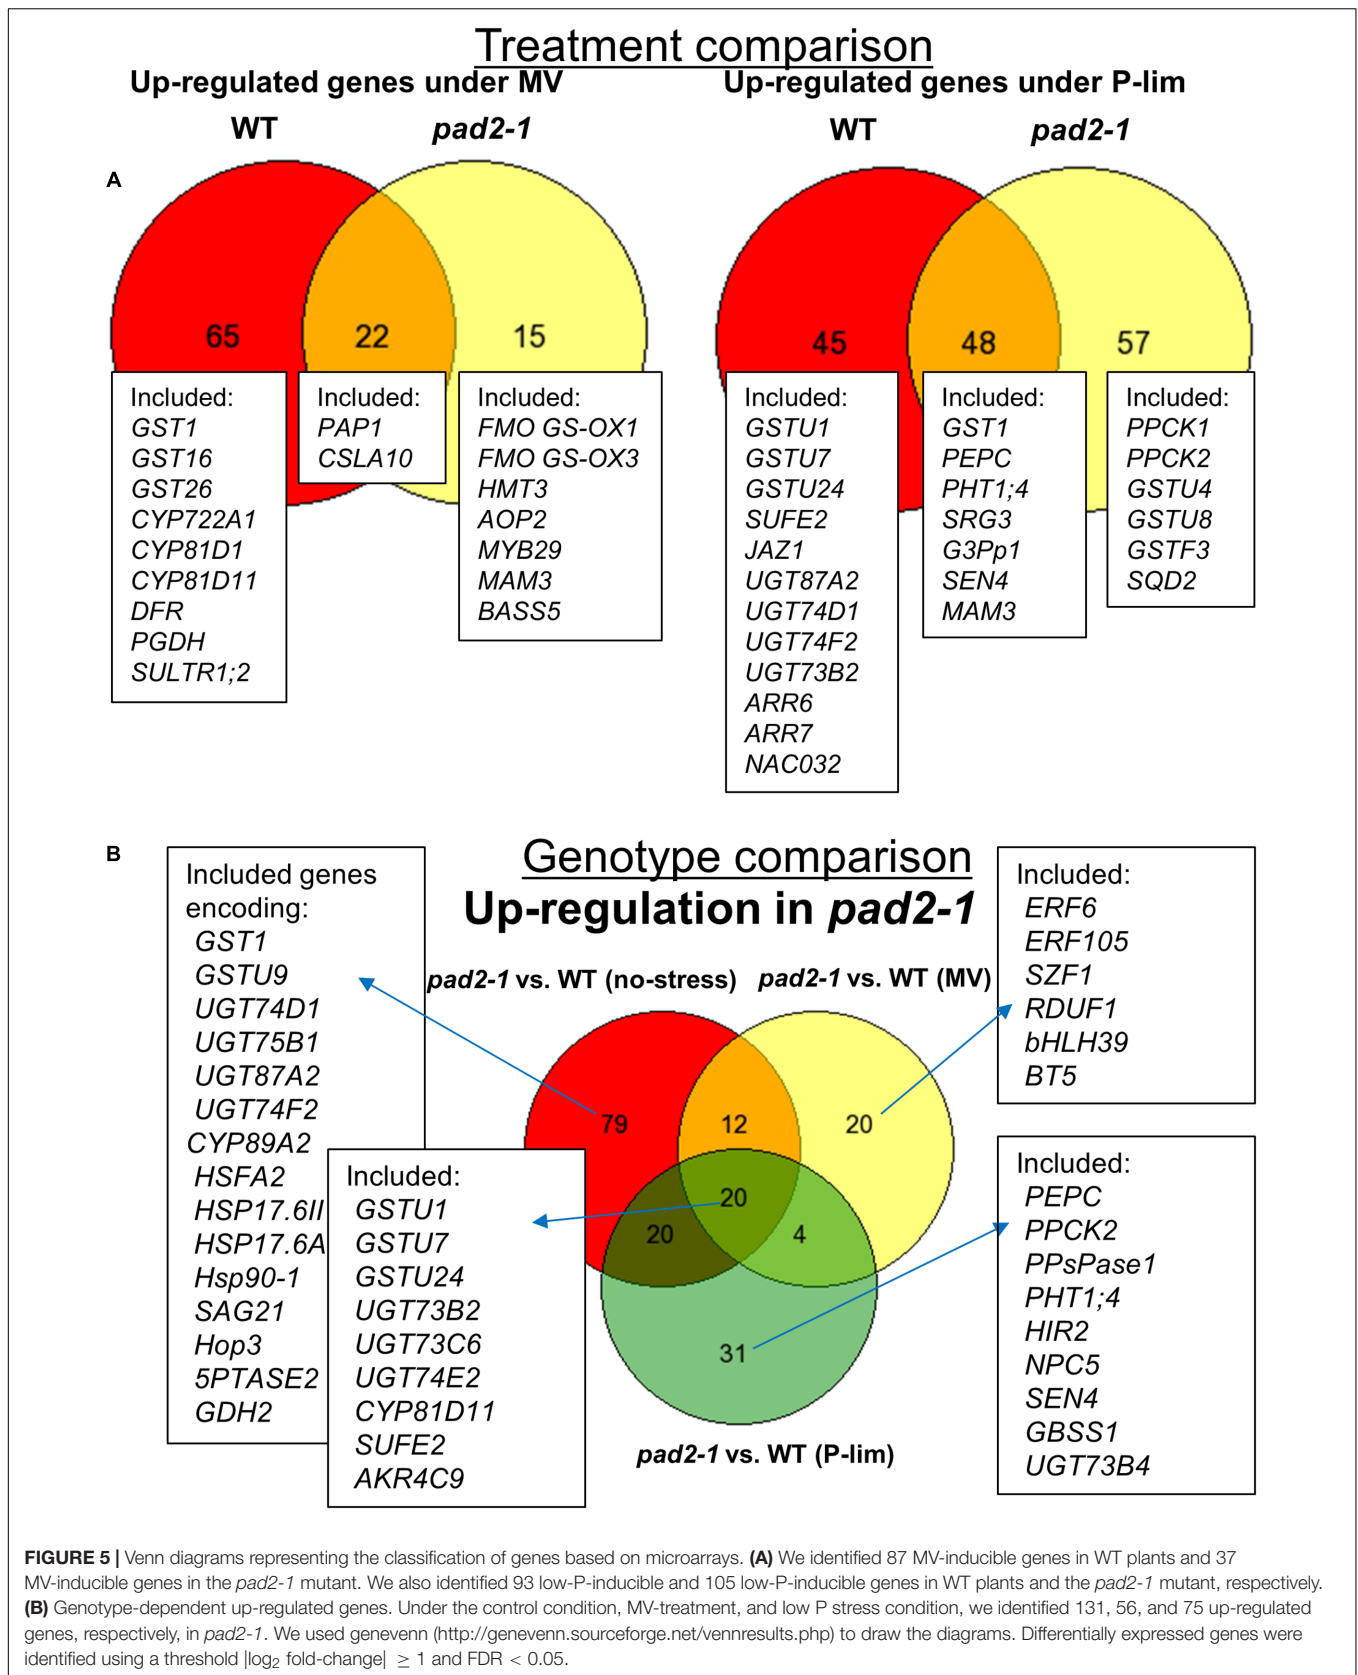 Treatment comparison
Up-regulated genes under MV
WT
pad2-1
Up-regulated genes under P-lim
WT
pad2-1
A
65
22
15
Included:
GST1
GST16
GST26
CYP722A1
CYP81D1
CYP81D11
DFR
PGDH
SULTR1;2
Included:
PAP1
CSLA10
Included:
FMO GS-OX1
FMO GS-OX3
HMT3
AOP2
MYB29
MAM3
BASS5
45
48
57
Included:
GSTU1
GSTU7
GSTU24
SUFE2
JAZ1
UGT87A2
UGT74D1
UGT74F2
UGT73B2
ARR6
ARR7
NAC032
Included:
GST1
PEPC
PHT1;4
SRG3
G3Pp1
SEN4
MAM3
Included:
PPCK1
PPCK2
GSTU4
GSTU8
GSTF3
SQD2
B
Genotype comparison
Up-regulation in pad2-1
Included genes
encoding:
GST1
GSTU9
UGT74D1
UGT75B1
UGT87A2
UGT74F2
CYP89A2
HSFA2
HSP17.6II
HSP17.6A
Hsp90-1
SAG21
Hop3
5PTASE2
GDH2
Included:
GSTU1
GSTU7
GSTU24
UGT73B2
UGT73C6
UGT74E2
CYP81D11
SUFE2
AKR4C9
pad2-1 vs. WT (no-stress)
pad2-1 vs. WT (MV)
79
12
20
20
20
4
31
pad2-1 vs. WT (P-lim)
Included:
ERF6
ERF105
SZF1
RDUF1
bHLH39
BT5
Included:
PEPC
PPCK2
PPsPase1
PHT1;4
HIR2
NPC5
SEN4
GBSS1
UGT73B4
FIGURE 5 | Venn diagrams representing the classification of genes based on microarrays. (A) We identified 87 MV-inducible genes in WT plants and 37
MV-inducible genes in the pad2-1 mutant. We also identified 93 low-P-inducible and 105 low-P-inducible genes in WT plants and the pad2-1 mutant, respectively.
(B) Genotype-dependent up-regulated genes. Under the control condition, MV-treatment, and low P stress condition, we identified 131, 56, and 75 up-regulated
genes, respectively, in pad2-1. We used genevenn (http://genevenn.sourceforge.net/vennresults.php) to draw the diagrams. Differentially expressed genes were
identified using a threshold |log2 fold-change| ≥ 1 and FDR < 0.05.